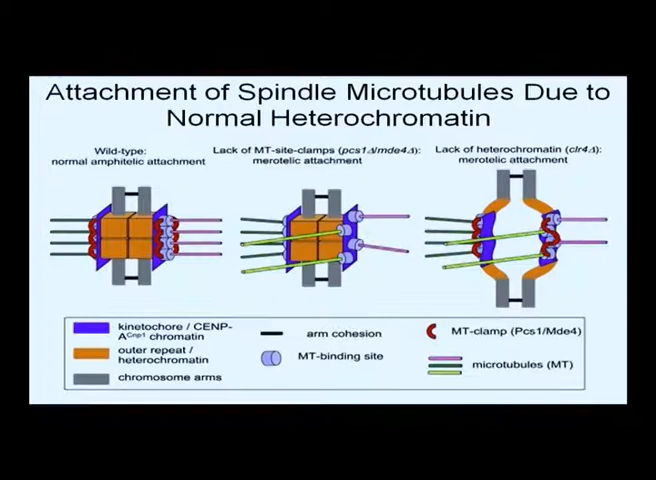 Attachment of Spindle Microtubules Due to
Normal Heterochromatin
Wild-type:
normal amphitelic attachment
Lack of MT-site-clamps (pcs1Δ/mde4Δ):
merotelic attachment
Lack of heterochromatin (clr4Δ):
merotelic attachment
kinetochore / CENP-
A^Cnp1 chromatin
outer repeat /
heterochromatin
chromosome arms
arm cohesion
MT-binding site
MT-clamp (Pcs1/Mde4)
microtubules (MT)